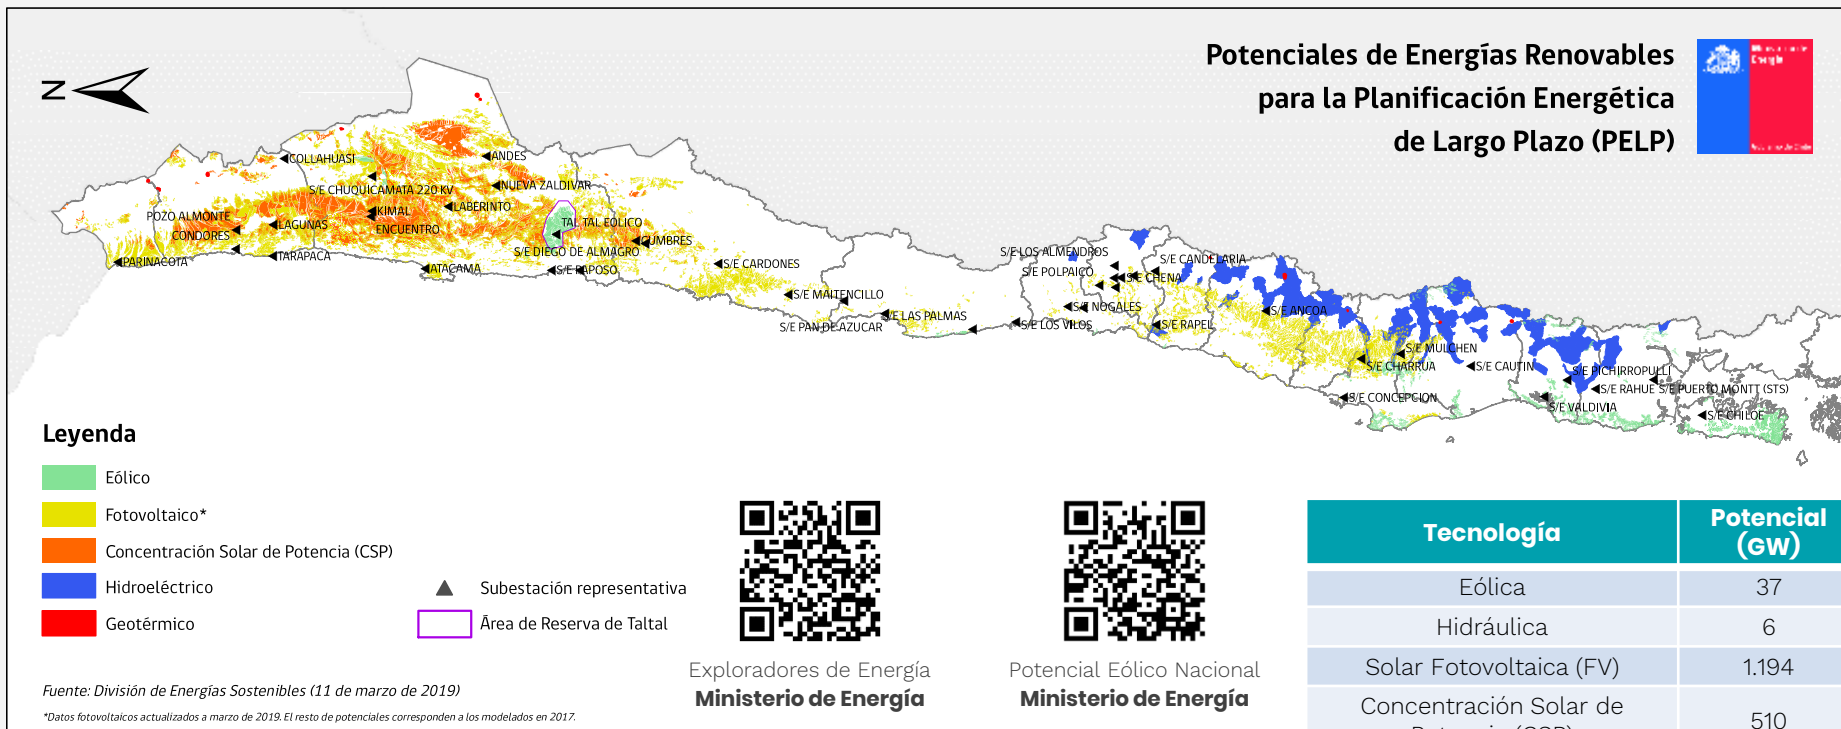 Potenciales de Energías Renovables
para la Planificación Energética
de Largo Plazo (PELP)
Ministerio de
Energía
Gobierno de Chile
N
COLLAHUASI
ANDES
S/E CHUQUICAMATA 220 KV
NUEVA ZALDIVAR
POZO ALMONTE
KIMAL
LABERINTO
LAGUNAS
ENCUENTRO
TAL TAL EOLICO
CONDORES
CUMBRES
S/E DIEGO DE ALMAGRO
PARINACOTA
TARAPACA
ATACAMA
S/E PAPOSO
S/E CARDONES
S/E MAITENCILLO
S/E PAN DE AZUCAR
S/E LAS PALMAS
S/E LOS VILOS
S/E LOS ALMENDROS
S/E POLPAICO
S/E CHENA
S/E CANDELARIA
S/E NOGALES
S/E RAPEL
S/E ANCOA
S/E MULCHEN
S/E CHARRUA
S/E CAUTIN
S/E CONCEPCION
S/E PICHIRROPULLI
S/E RAHUE
S/E PUERTO MONTT (STS)
S/E VALDIVIA
S/E CHILOE
Leyenda
Eólico
Fotovoltaico*
Concentración Solar de Potencia (CSP)
Hidroeléctrico
Geotérmico
Subestación representativa
Área de Reserva de Taltal
Fuente: División de Energías Sostenibles (11 de marzo de 2019)
*Datos fotovoltaicos actualizados a marzo de 2019. El resto de potenciales corresponden a los modelados en 2017.
Exploradores de Energía
Ministerio de Energía
Potencial Eólico Nacional
Ministerio de Energía
Tecnología
Potencial
(GW)
Eólica
37
Hidráulica
6
Solar Fotovoltaica (FV)
1.194
Concentración Solar de
510